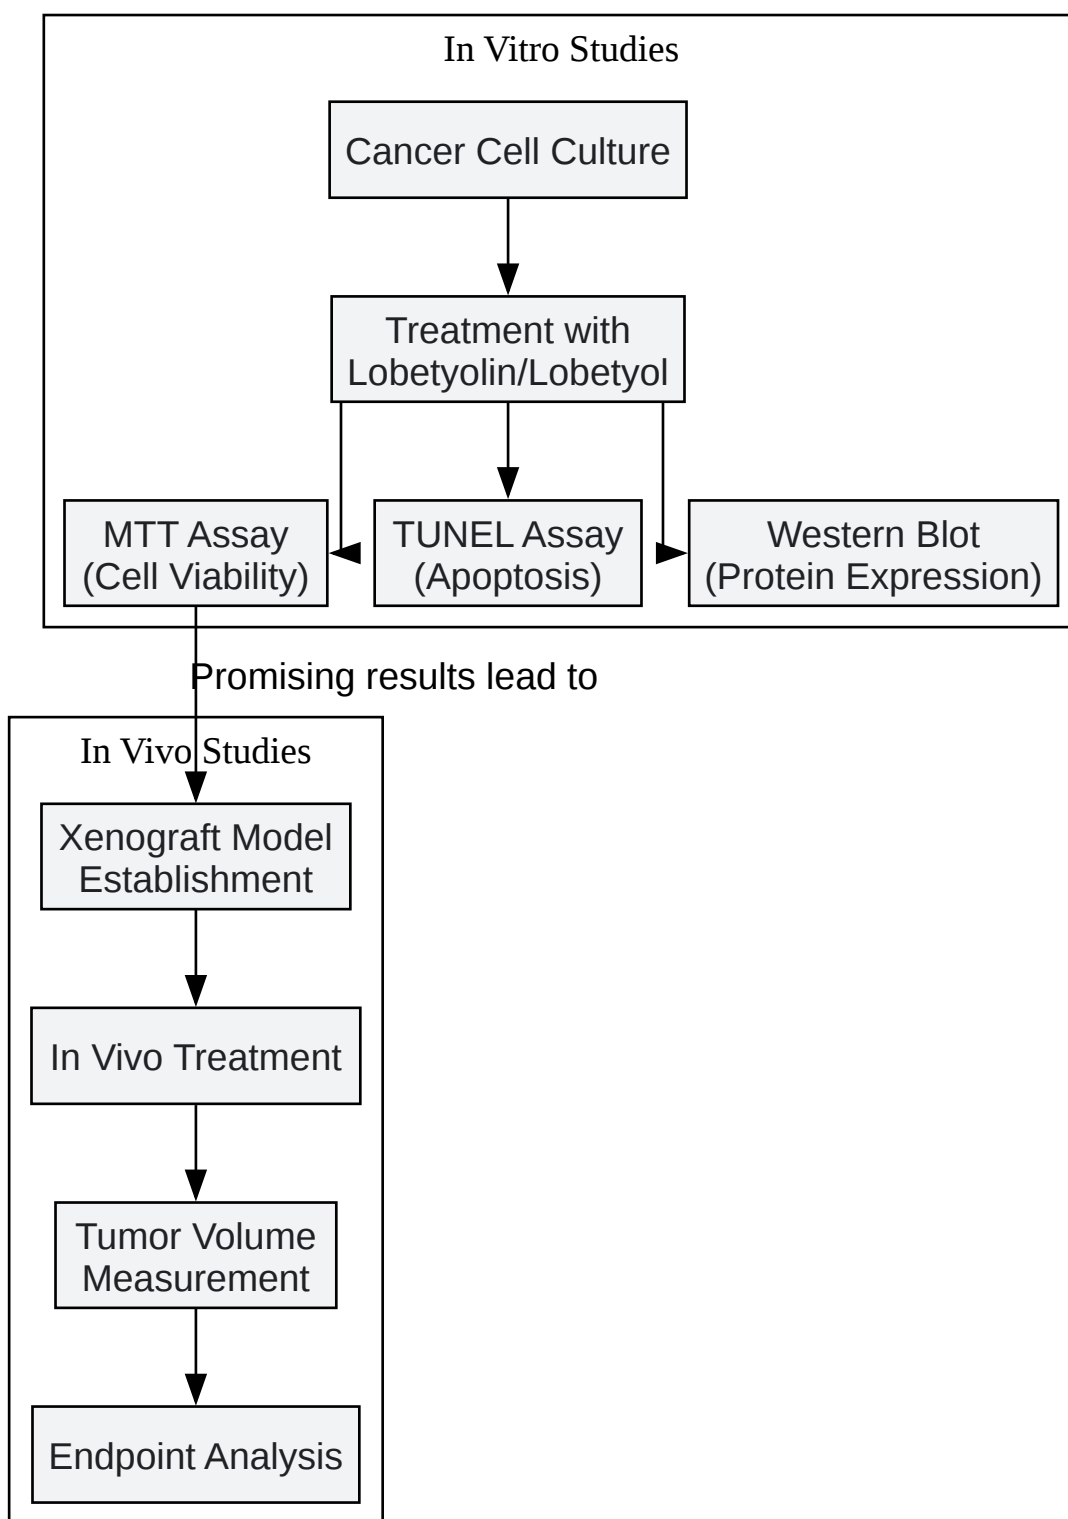 In Vitro Studies
Cancer Cell Culture
Treatment with
Lobetyolin/Lobetyol
MTT Assay
(Cell Viability)
TUNEL Assay
(Apoptosis)
Western Blot
(Protein Expression)
Promising results lead to
In Vivo Studies
Xenograft Model
Establishment
In Vivo Treatment
Tumor Volume
Measurement
Endpoint Analysis